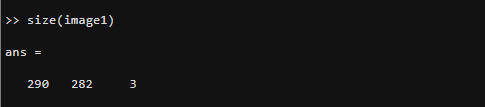 >> size(image1)
ans =
290 282 3